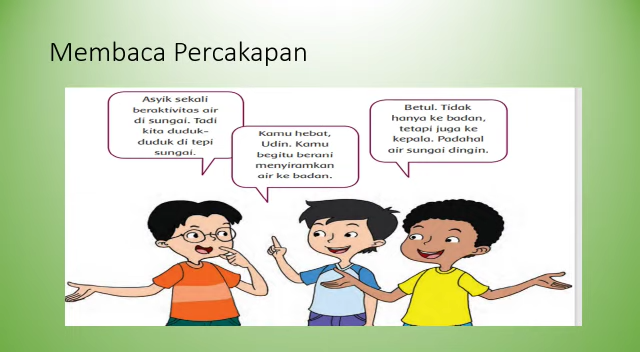 Membaca Percakapan
Asyik sekali
beraktivitas air
di sungai. Tadi
kita duduk-
duduk di tepi
sungai.
Kamu hebat,
Udin. Kamu
begitu berani
menyiramkan
air ke badan.
Betul. Tidak
hanya ke badan,
tetapi juga ke
kepala. Padahal
air sungai dingin.